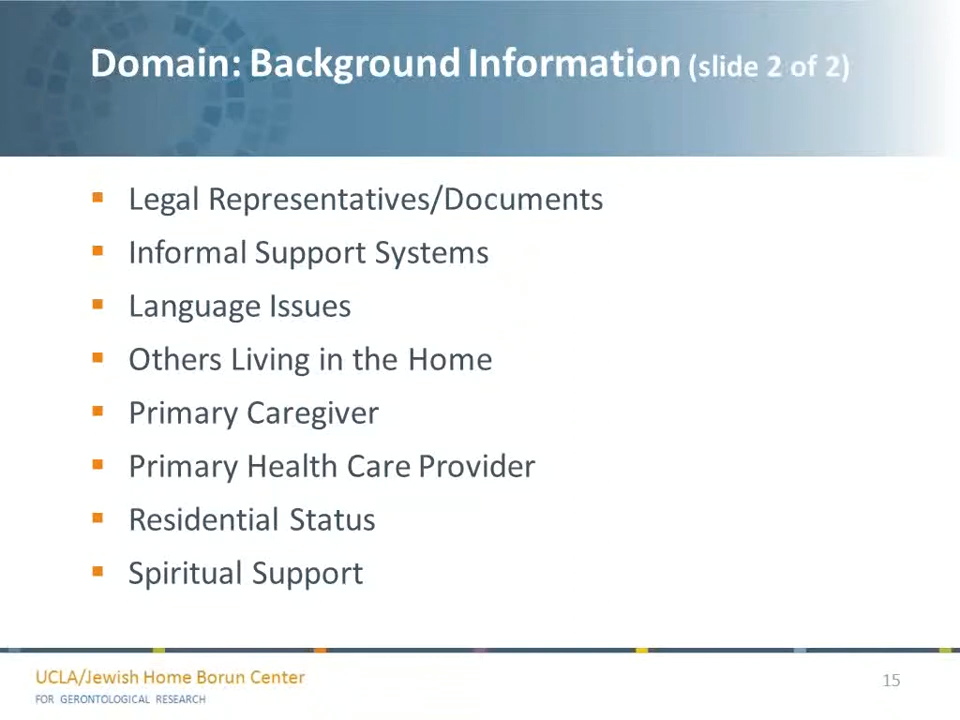 Domain: Background Information (slide 2 of 2)
Legal Representatives/Documents
Informal Support Systems
Language Issues
Others Living in the Home
Primary Caregiver
Primary Health Care Provider
Residential Status
Spiritual Support
UCLA/Jewish Home Borun Center
FOR GERONTOLOGICAL RESEARCH
15